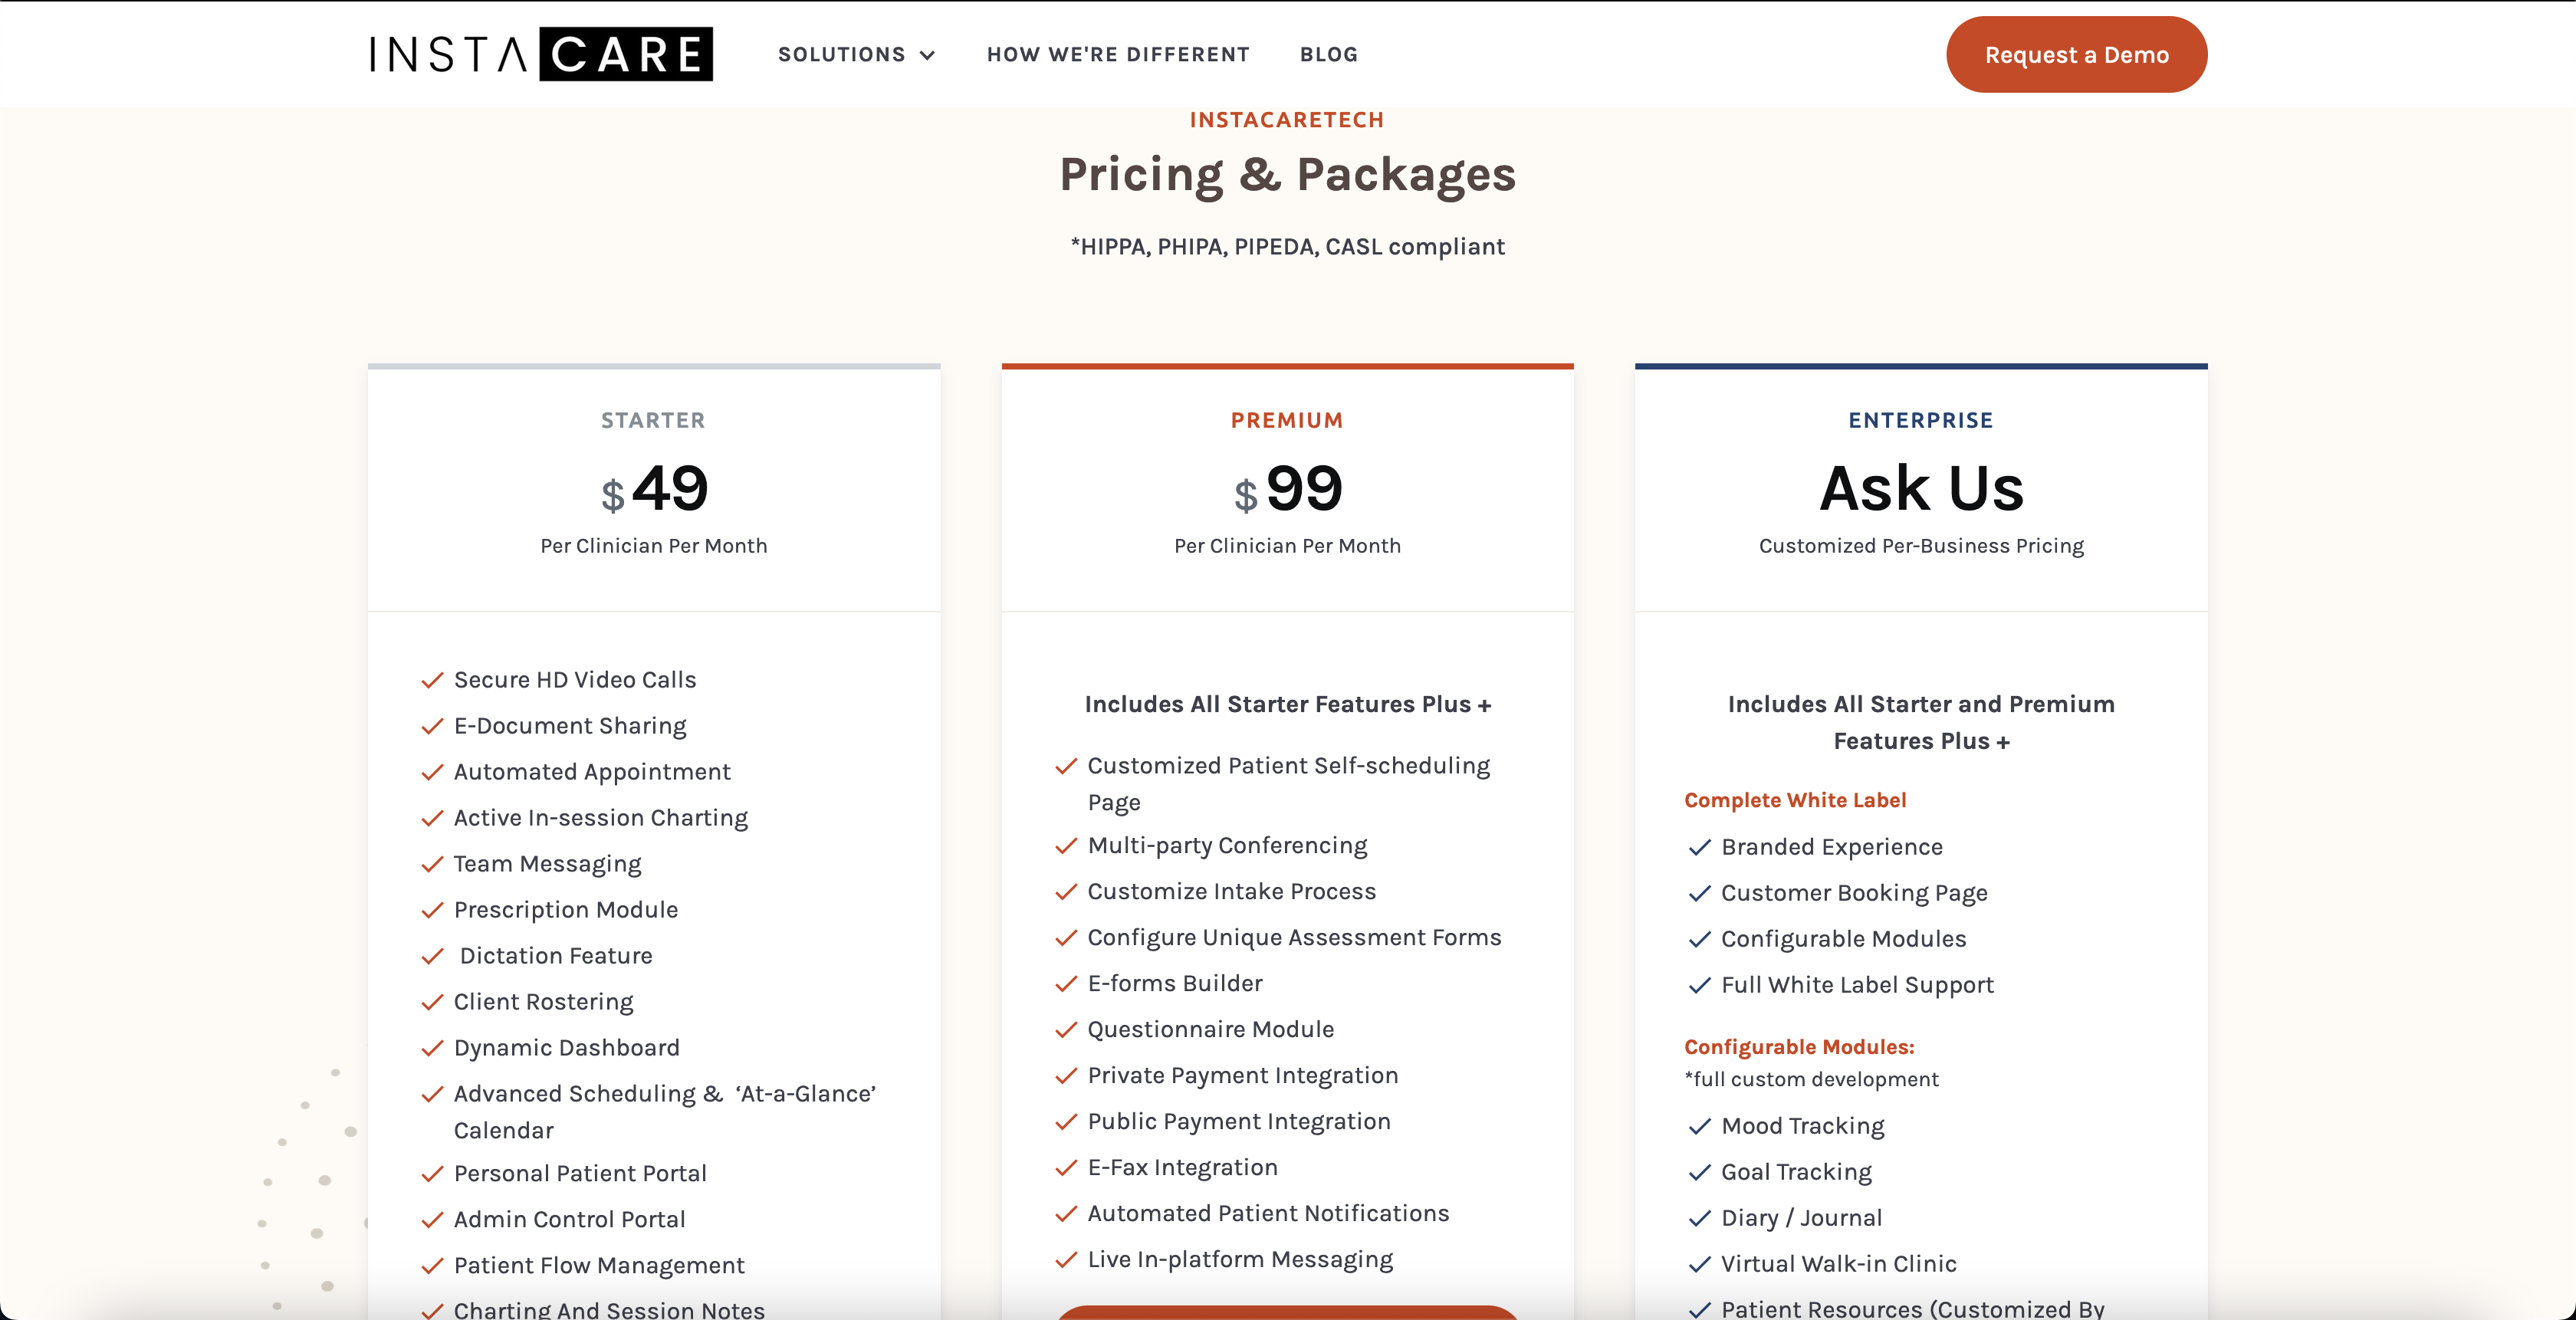 INSTACARE
SOLUTIONS
HOW WE'RE DIFFERENT
BLOG
Request a Demo
INSTACARETECH
Pricing & Packages
*HIPPA, PHIPA, PIPEDA, CASL compliant
STARTER
$49
Per Clinician Per Month
Secure HD Video Calls
E-Document Sharing
Automated Appointment
Active In-session Charting
Team Messaging
Prescription Module
Dictation Feature
Client Rostering
Dynamic Dashboard
Advanced Scheduling & ‘At-a-Glance’
Calendar
Personal Patient Portal
Admin Control Portal
Patient Flow Management
Charting And Session Notes
PREMIUM
$99
Per Clinician Per Month
Includes All Starter Features Plus +
Customized Patient Self-scheduling
Page
Multi-party Conferencing
Customize Intake Process
Configure Unique Assessment Forms
E-forms Builder
Questionnaire Module
Private Payment Integration
Public Payment Integration
E-Fax Integration
Automated Patient Notifications
Live In-platform Messaging
ENTERPRISE
Ask Us
Customized Per-Business Pricing
Includes All Starter and Premium
Features Plus +
Complete White Label
Branded Experience
Customer Booking Page
Configurable Modules
Full White Label Support
Configurable Modules:
*full custom development
Mood Tracking
Goal Tracking
Diary / Journal
Virtual Walk-in Clinic
Patient Resources (Customized By